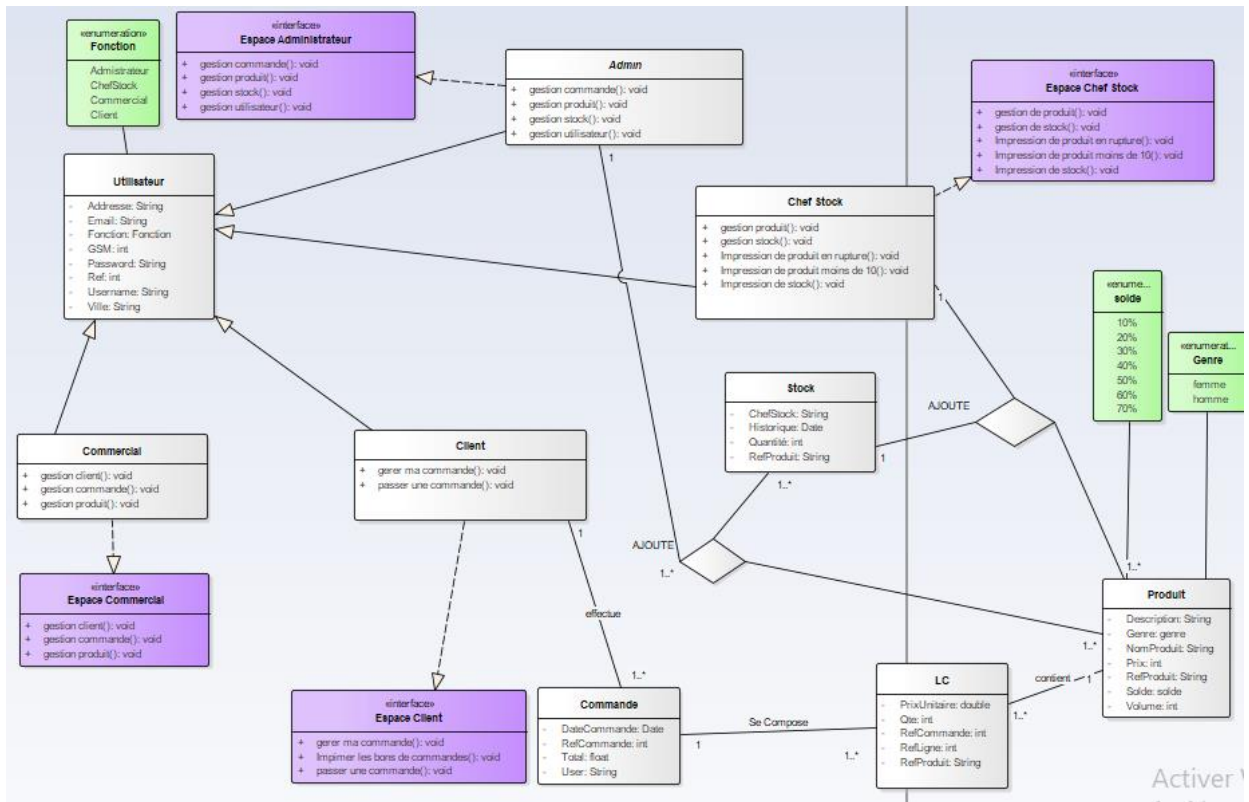 «enumeration»
Fonction
Admistrateur
ChefStock
Commercial
Client
«interface»
Espace Administrateur
+ gestion commande(): void
+ gestion produit(): void
+ gestion stock(): void
+ gestion utilisateur(): void
Admin
+ gestion commande(): void
+ gestion produit(): void
+ gestion stock(): void
+ gestion utilisateur(): void
1
«interface»
Espace Chef Stock
+ gestion de produit(): void
+ gestion de stock(): void
+ Impression de produit en rupture(): void
+ Impression de produit moins de 10(): void
+ Impression de stock(): void
Utilisateur
- Addresse: String
- Email: String
- Fonction: Fonction
- GSM: int
- Password: String
- Ref: int
- Username: String
- Ville: String
Chef Stock
+ gestion produit(): void
+ gestion stock(): void
+ Impression de produit en rupture(): void
+ Impression de produit moins de 10(): void
+ Impression de stock(): void
1
«enume...
solde
10%
20%
30%
40%
50%
60%
70%
«enumerat...
Genre
femme
homme
Stock
- ChefStock: String
- Historique: Date
- Quantité: int
- RefProduit: String
AJOUTE
1
1..*
Commercial
+ gestion client(): void
+ gestion commande(): void
+ gestion produit(): void
Client
+ gerer ma commande(): void
+ passer une commande(): void
1
AJOUTE
1..*
1..*
«interface»
Espace Commercial
+ gestion client(): void
+ gestion commande(): void
+ gestion produit(): void
effectue
1..*
Produit
- Description: String
- Genre: genre
- NomProduit: String
- Prix: int
- RefProduit: String
- Solde: solde
- Volume: int
1..*
contient
1
1..*
«interface»
Espace Client
+ gerer ma commande(): void
+ Impimer les bons de commandes(): void
+ passer une commande(): void
Commande
- DateCommande: Date
- RefCommande: int
- Total: float
- User: String
Se Compose
1
1..*
LC
- PrixUnitaire: double
- Qte: int
- RefCommande: int
- RefLigne: int
- RefProduit: String
Activer